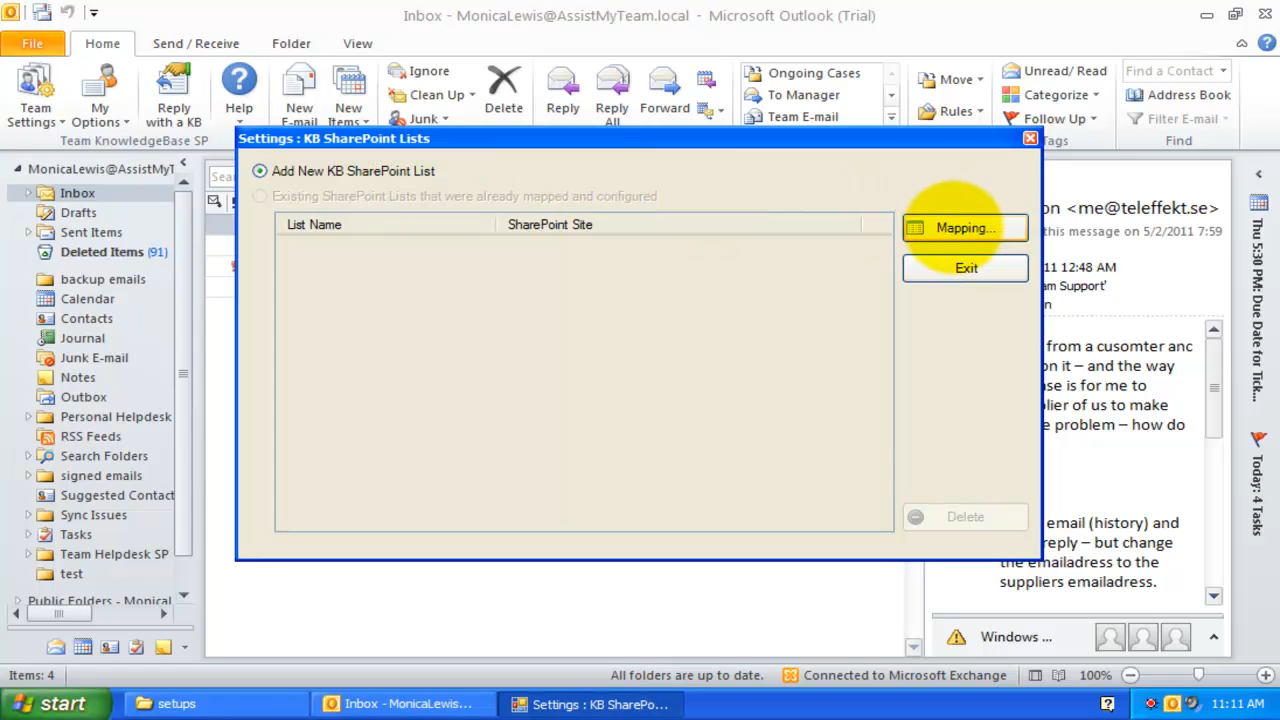 Inbox - MonicaLewis@AssistMyTeam.local - Microsoft Outlook (Trial)
File Home Send / Receive Folder View
Team Settings
My Options
Reply with a KB
Help
Team KnowledgeBase SP
New E-mail
New Items
Ignore
Clean Up
Junk
Delete
Reply
Reply All
Forward
Ongoing Cases
To Manager
Team E-mail
Move
Rules
Unread/ Read
Categorize
Follow Up
Tags
Find a Contact
Address Book
Filter E-mail
Find
MonicaLewis@AssistMyT
Inbox
Drafts
Sent Items
Deleted Items (91)
backup emails
Calendar
Contacts
Journal
Junk E-mail
Notes
Outbox
Personal Helpdesk
RSS Feeds
Search Folders
signed emails
Suggested Contact
Sync Issues
Tasks
Team Helpdesk SP
test
Public Folders - Monical
Sea
Settings : KB SharePoint Lists
Add New KB SharePoint List
Existing SharePoint Lists that were already mapped and configured
List Name SharePoint Site
Mapping...
Exit
Delete
on <me@teleffekt.se>
this message on 5/2/2011 7:59
11 12:48 AM
am Support'
on
from a cusomter anc
on it – and the way
use is for me to
plier of us to make
e problem – how do
email (history) and
reply – but change
the emailadress to the
suppliers emailadress.
Windows ...
Thu 5:30 PM: Due Date for Tick...
Today: 4 Tasks
Items: 4 All folders are up to date. Connected to Microsoft Exchange 100%
start setups Inbox - MonicaLewis... Settings : KB SharePo... 11:11 AM